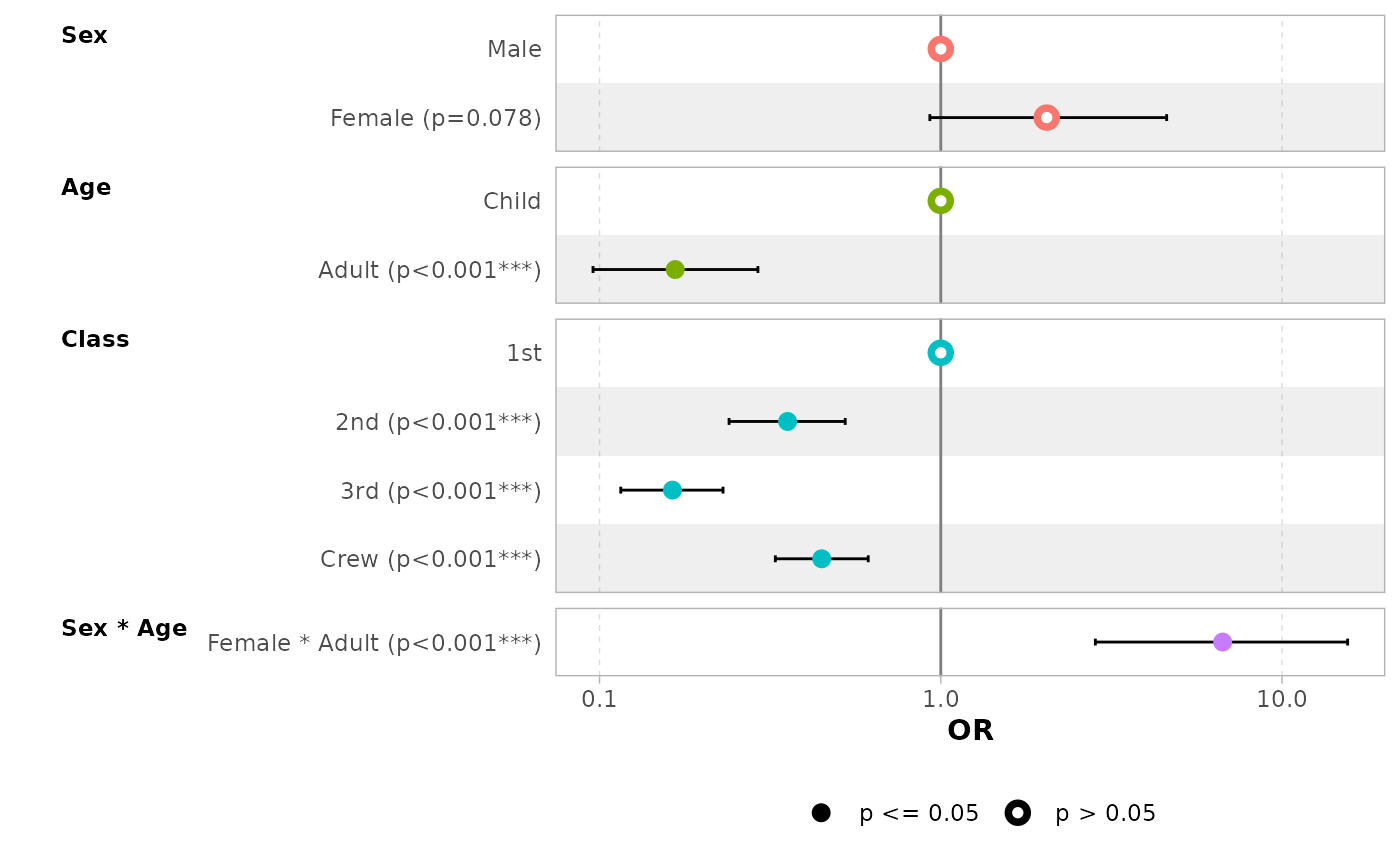 Sex
Male
Female (p=0.078)
Age
Child
Adult (p<0.001***)
Class
1st
2nd (p<0.001***)
3rd (p<0.001***)
Crew (p<0.001***)
Sex * Age
Female * Adult (p<0.001***)
0.1 1.0 10.0
OR
p <= 0.05 p > 0.05